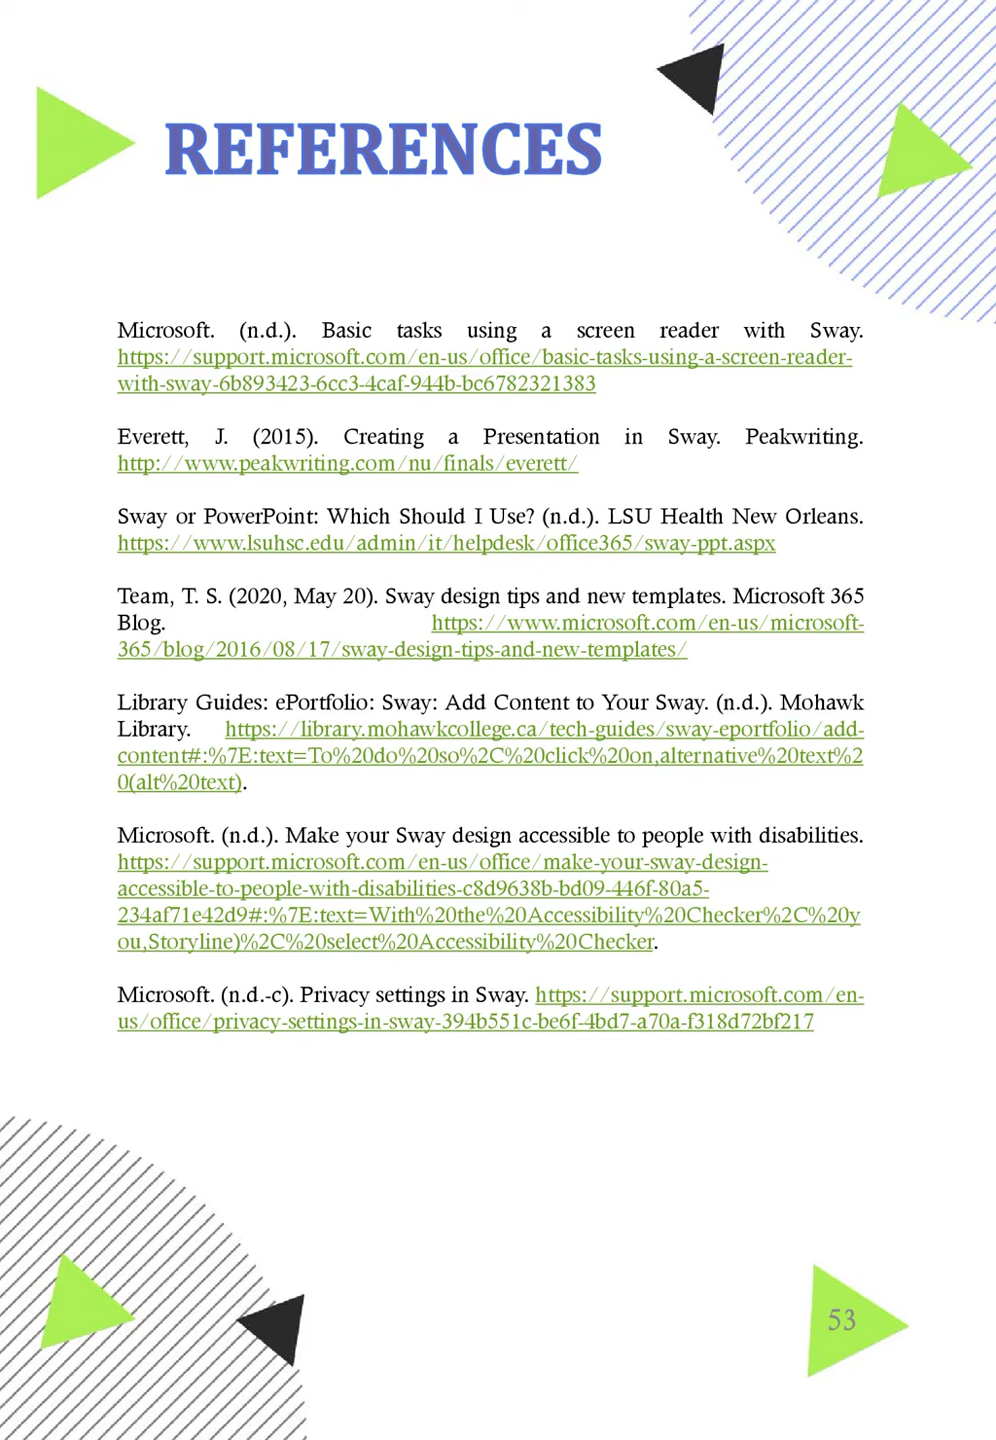 REFERENCES
Microsoft. (n.d.). Basic tasks using a screen reader with Sway.
https://support.microsoft.com/en-us/office/basic-tasks-using-a-screen-reader-
with-sway-6b893423-6cc3-4caf-944b-bc6782321383
Everett, J. (2015). Creating a Presentation in Sway. Peakwriting.
http://www.peakwriting.com/nu/finals/everett/
Sway or PowerPoint: Which Should I Use? (n.d.). LSU Health New Orleans.
https://www.lsuhsc.edu/admin/it/helpdesk/office365/sway-ppt.aspx
Team, T. S. (2020, May 20). Sway design tips and new templates. Microsoft 365
Blog. https://www.microsoft.com/en-us/microsoft-
365/blog/2016/08/17/sway-design-tips-and-new-templates/
Library Guides: ePortfolio: Sway: Add Content to Your Sway. (n.d.). Mohawk
Library. https://library.mohawkcollege.ca/tech-guides/sway-eportfolio/add-
content#:%7E:text=To%20do%20so%2C%20click%20on,alternative%20text%2
0(alt%20text).
Microsoft. (n.d.). Make your Sway design accessible to people with disabilities.
https://support.microsoft.com/en-us/office/make-your-sway-design-
accessible-to-people-with-disabilities-c8d9638b-bd09-446f-80a5-
234af71e42d9#:%7E:text=With%20the%20Accessibility%20Checker%2C%20y
ou,Storyline)%2C%20select%20Accessibility%20Checker.
Microsoft. (n.d.-c). Privacy settings in Sway. https://support.microsoft.com/en-
us/office/privacy-settings-in-sway-394b551c-be6f-4bd7-a70a-f318d72bf217
53